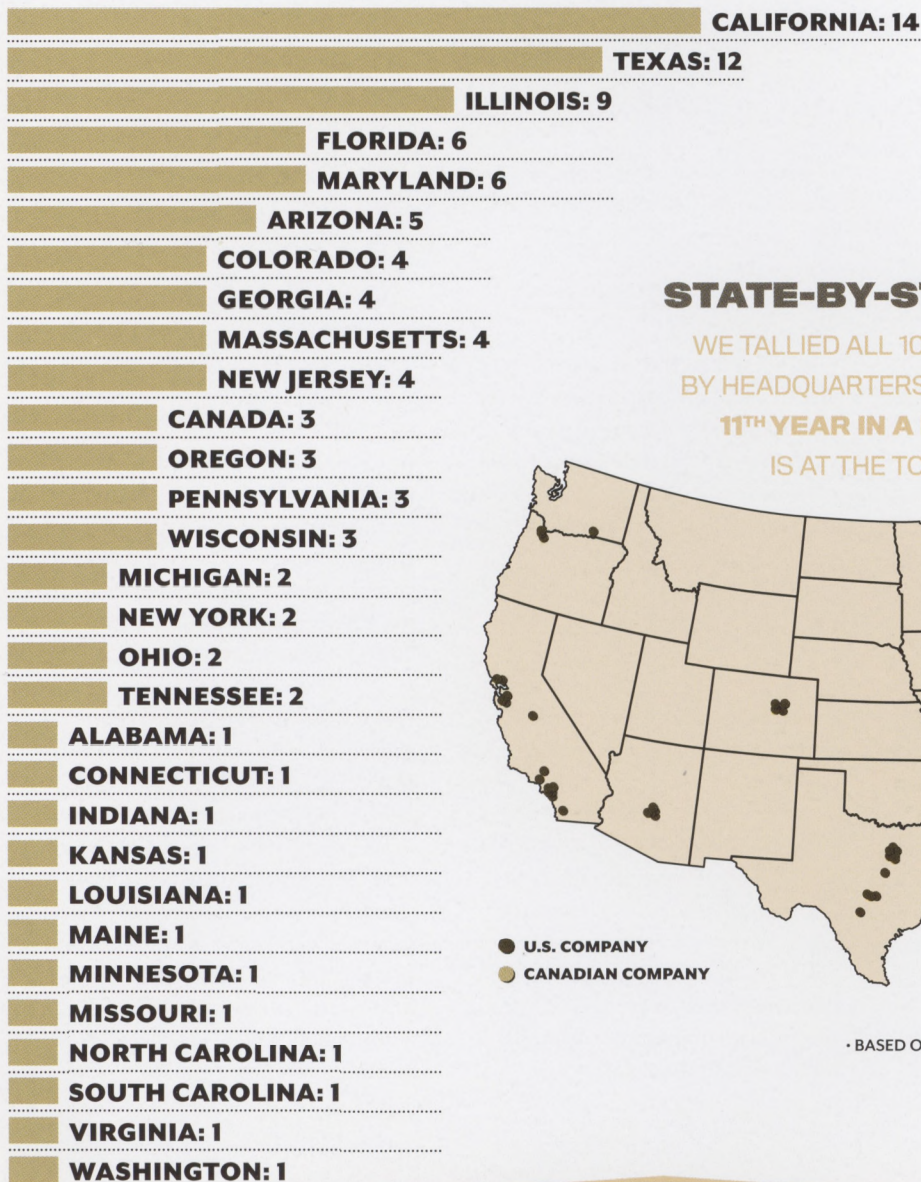 CALIFORNIA: 14
TEXAS: 12
ILLINOIS: 9
FLORIDA: 6
MARYLAND: 6
ARIZONA: 5
COLORADO: 4
GEORGIA: 4
MASSACHUSETTS: 4
NEW JERSEY: 4
CANADA: 3
OREGON: 3
PENNSYLVANIA: 3
WISCONSIN: 3
MICHIGAN: 2
NEW YORK: 2
OHIO: 2
TENNESSEE: 2
ALABAMA: 1
CONNECTICUT: 1
INDIANA: 1
KANSAS: 1
LOUISIANA: 1
MAINE: 1
MINNESOTA: 1
MISSOURI: 1
NORTH CAROLINA: 1
SOUTH CAROLINA: 1
VIRGINIA: 1
WASHINGTON: 1
STATE-BY-
WE TALLIED ALL
BY HEADQUARTERS
11TH YEAR IN A
IS AT THE
U.S. COMPANY
CANADIAN COMPANY
• BASED